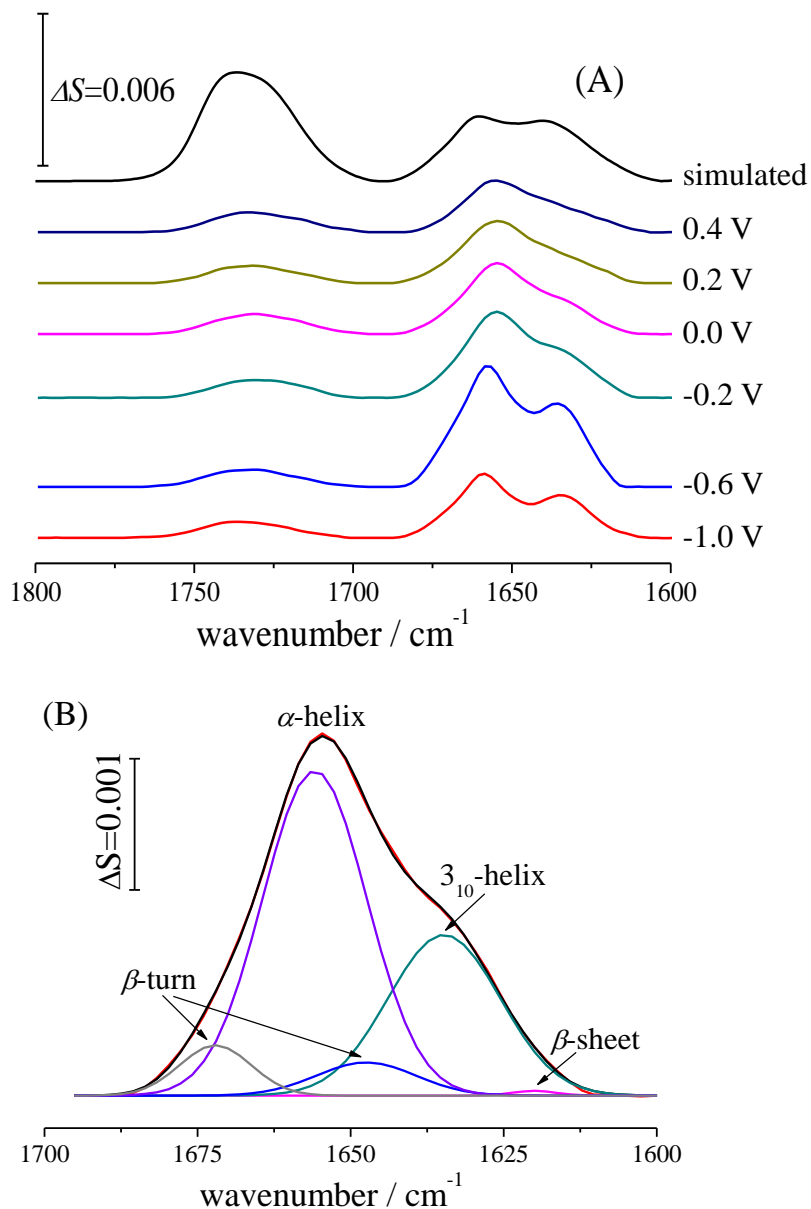 (A)
ΔS=0.006
simulated
0.4 V
0.2 V
0.0 V
-0.2 V
-0.6 V
-1.0 V
1800 1750 1700 1650 1600
wavenumber / cm⁻¹
(B)
α-helix
ΔS=0.001
3₁₀-helix
β-turn
β-sheet
1700 1675 1650 1625 1600
wavenumber / cm⁻¹